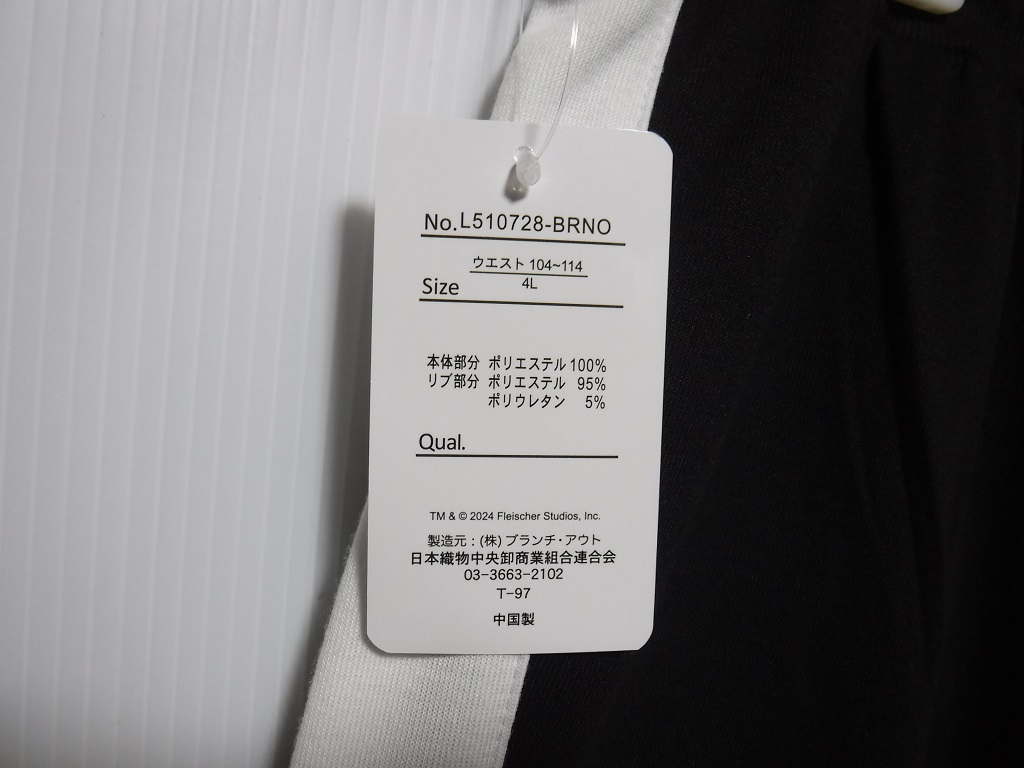 No.L510728-BRNO
ウエスト 104~114
4L
Size
本体部分 ポリエステル 100%
リブ部分 ポリエステル 95%
ポリウレタン 5%
Qual.
TM & © 2024 Fleischer Studios, Inc.
製造元：(株) ブランチ・アウト
日本織物中央卸商業組合連合会
03-3663-2102
T-97
中国製